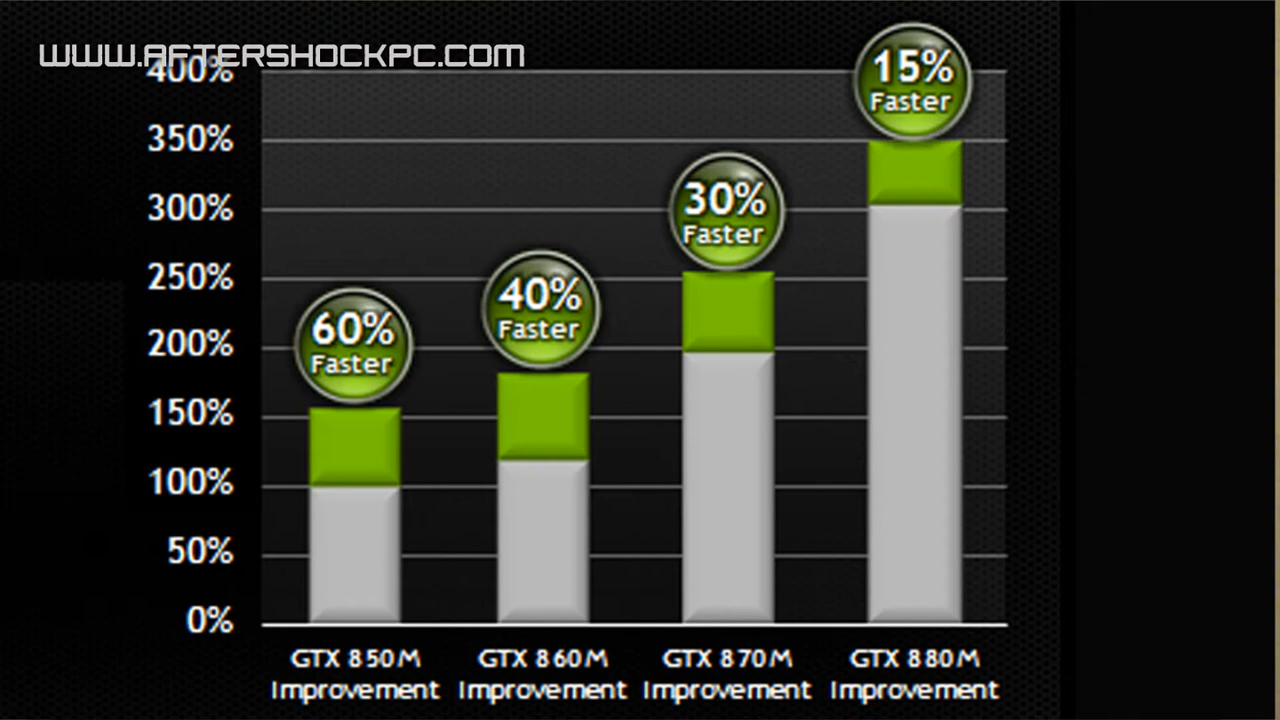 WWW.AFTERSHOCKPC.COM
400%
350%
300%
250%
200%
150%
100%
50%
0%
60%
Faster
40%
Faster
30%
Faster
15%
Faster
GTX 850M
Improvement
GTX 860M
Improvement
GTX 870M
Improvement
GTX 880M
Improvement